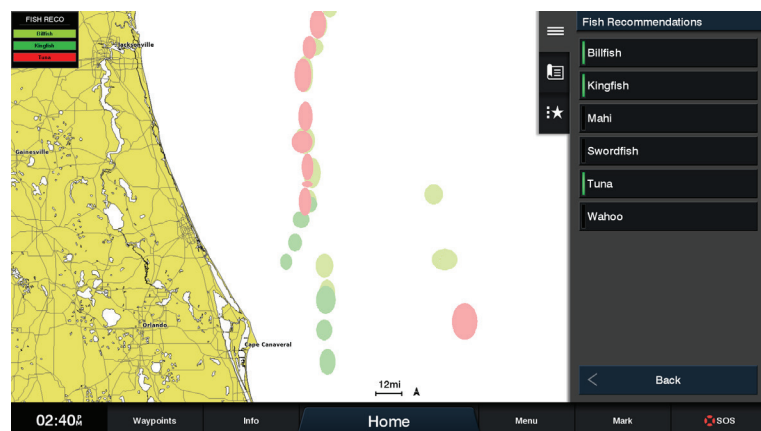 FISH RECO
Billfish
Kingfish
Tuna
Jacksonville
Gainesville
Orlando
Cape Canaveral
12mi
Fish Recommendations
Billfish
Kingfish
Mahi
Swordfish
Tuna
Wahoo
Back
02:40PM
Waypoints
Info
Home
Menu
Mark
SOS